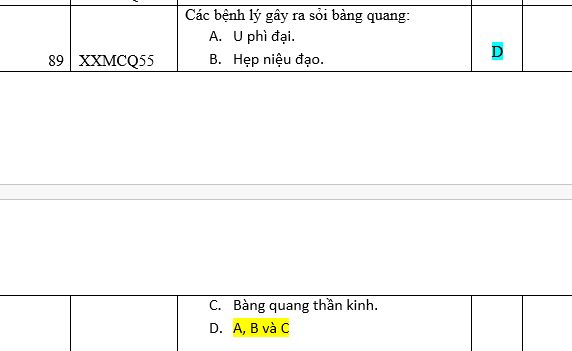 Các bệnh lý gây ra sỏi bàng quang:
A. U phì đại.
89 XXMCQ55 B. Hẹp niệu đạo. D
C. Bàng quang thần kinh.
D. A, B và C